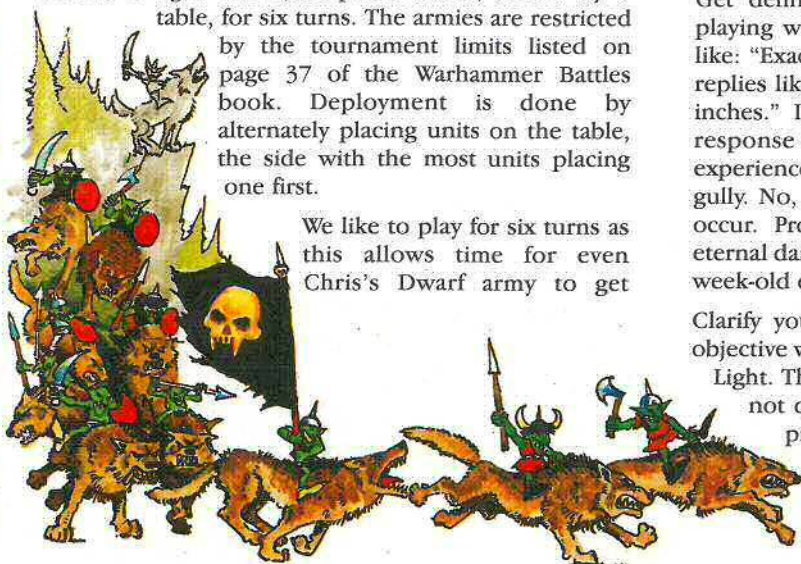 table, for six turns. The armies are restricted
by the tournament limits listed on
page 37 of the Warhammer Battles
book. Deployment is done by
alternately placing units on the table,
the side with the most units placing
one first.
We like to play for six turns as
this allows time for even
Chris's Dwarf army to get
playing w
like: "Exac
replies lik
inches." I
response
experience
gully. No,
occur. Pro
eternal da
week-old
Clarify you
objective w
Light. Th
not